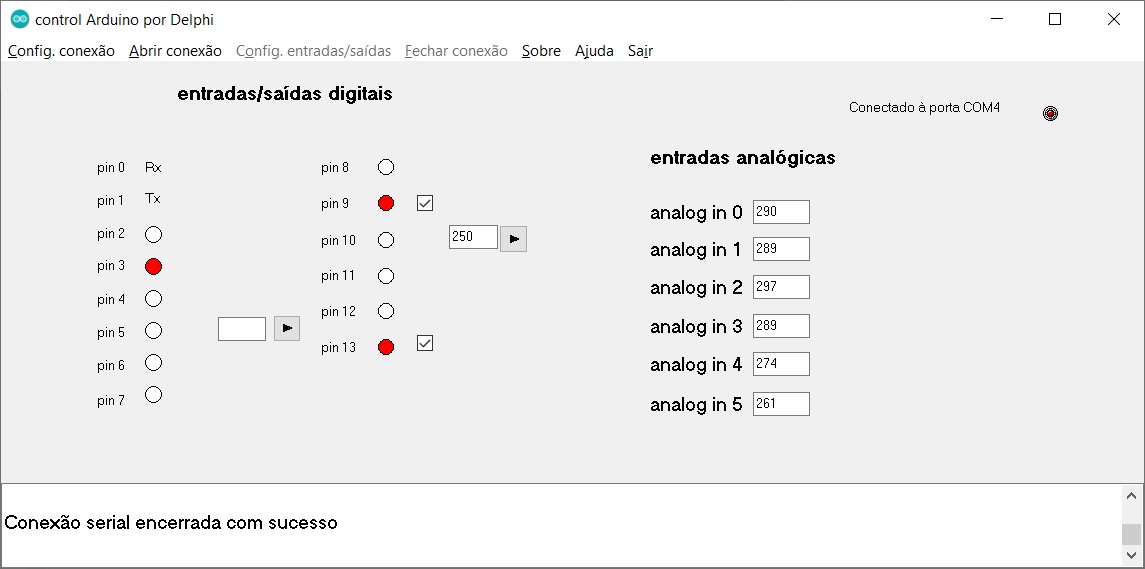 control Arduino por Delphi
Config. conexão Abrir conexão Config. entradas/saídas Fechar conexão Sobre Ajuda Sair
entradas/saídas digitais
Conectado à porta COM4
pin 0 Rx
pin 1 Tx
pin 2
pin 3
pin 4
pin 5
pin 6
pin 7
pin 8
pin 9
pin 10
250
pin 11
pin 12
pin 13
entradas analógicas
analog in 0 290
analog in 1 289
analog in 2 297
analog in 3 289
analog in 4 274
analog in 5 261
Conexão serial encerrada com sucesso